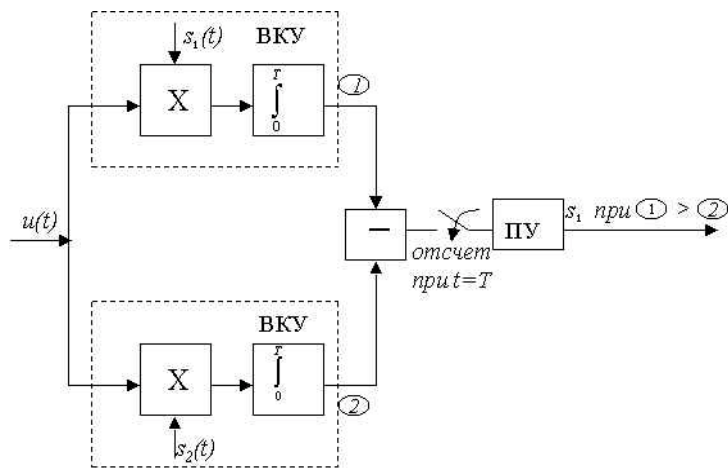 s₁(t)
ВКУ
X
T
∫
0
1
u(t)
–
отсчет
при t=T
ПУ
s₁ при 1 > 2
ВКУ
X
T
∫
0
2
s₂(t)